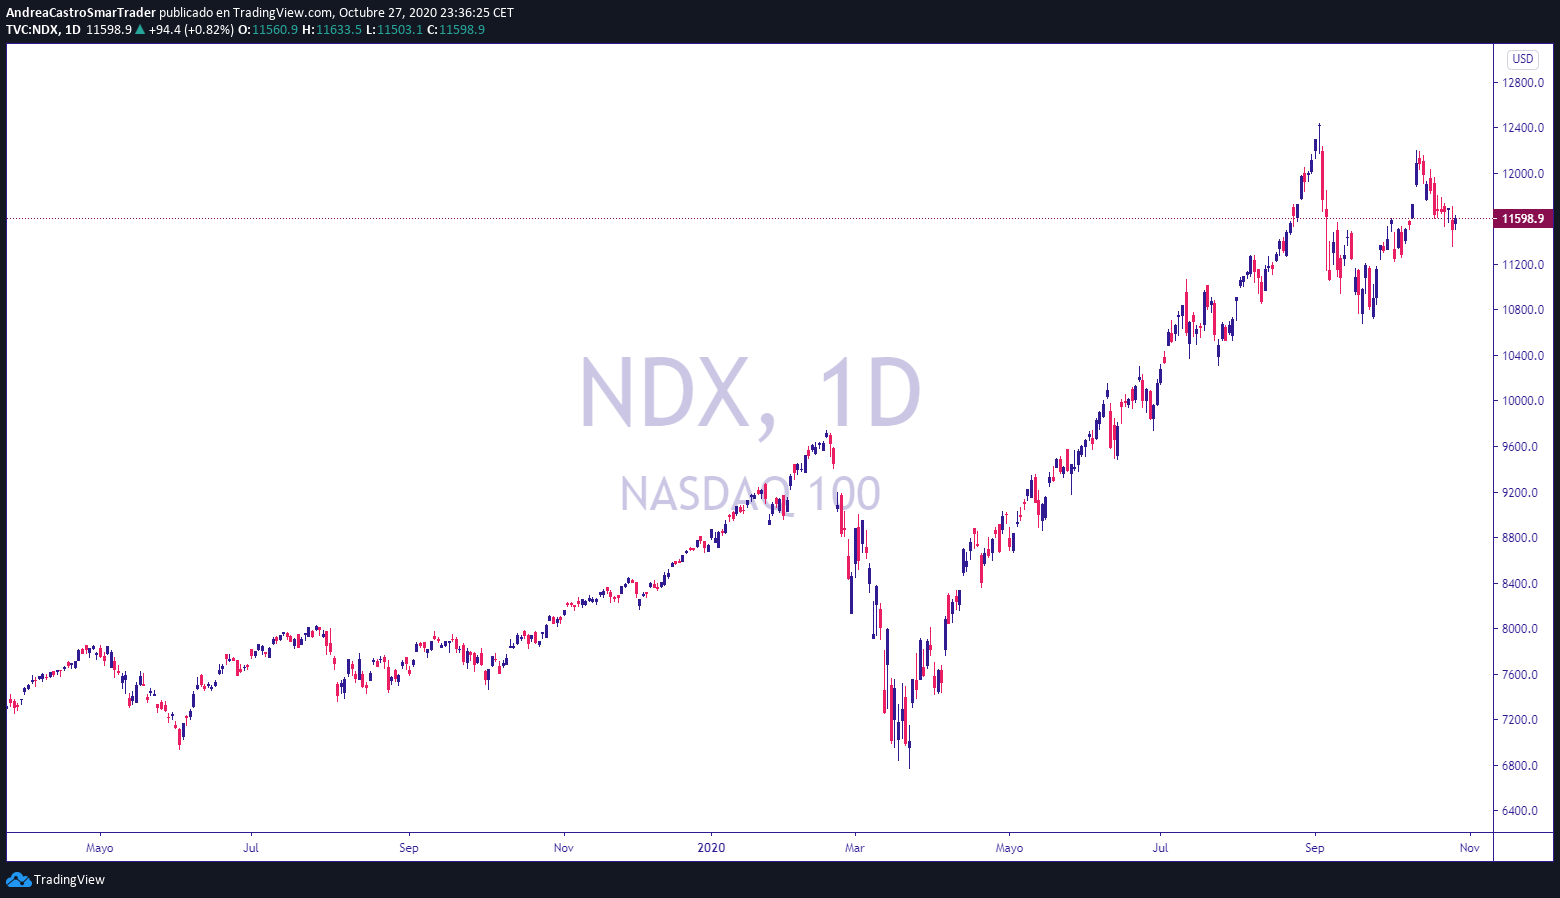 AndreaCastroSmarTrader publicado en TradingView.com, Octubre 27, 2020 23:36:25 CET
TVC:NDX, 1D 11598.9 ▲ +94.4 (+0.82%) O:11560.9 H:11633.5 L:11503.1 C:11598.9
USD
12800.0
12400.0
12000.0
11598.9
11200.0
10800.0
10400.0
10000.0
9600.0
9200.0
8800.0
8400.0
8000.0
7600.0
7200.0
6800.0
6400.0
NDX, 1D
NASDAQ 100
Mayo Jul Sep Nov 2020 Mar Mayo Jul Sep Nov
TradingView